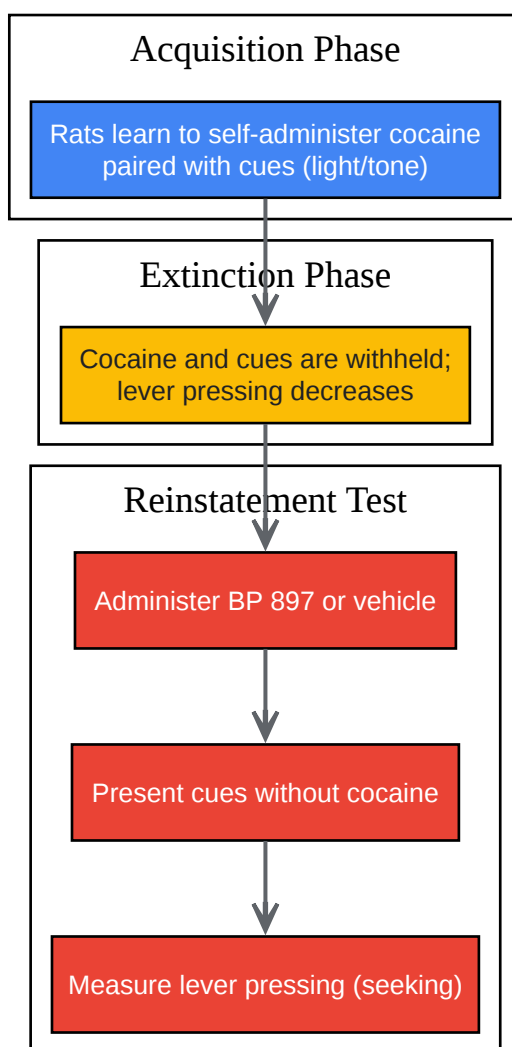 Acquisition Phase
Rats learn to self-administer cocaine
paired with cues (light/tone)
Extinction Phase
Cocaine and cues are withheld;
lever pressing decreases
Reinstatement Test
Administer BP 897 or vehicle
Present cues without cocaine
Measure lever pressing (seeking)